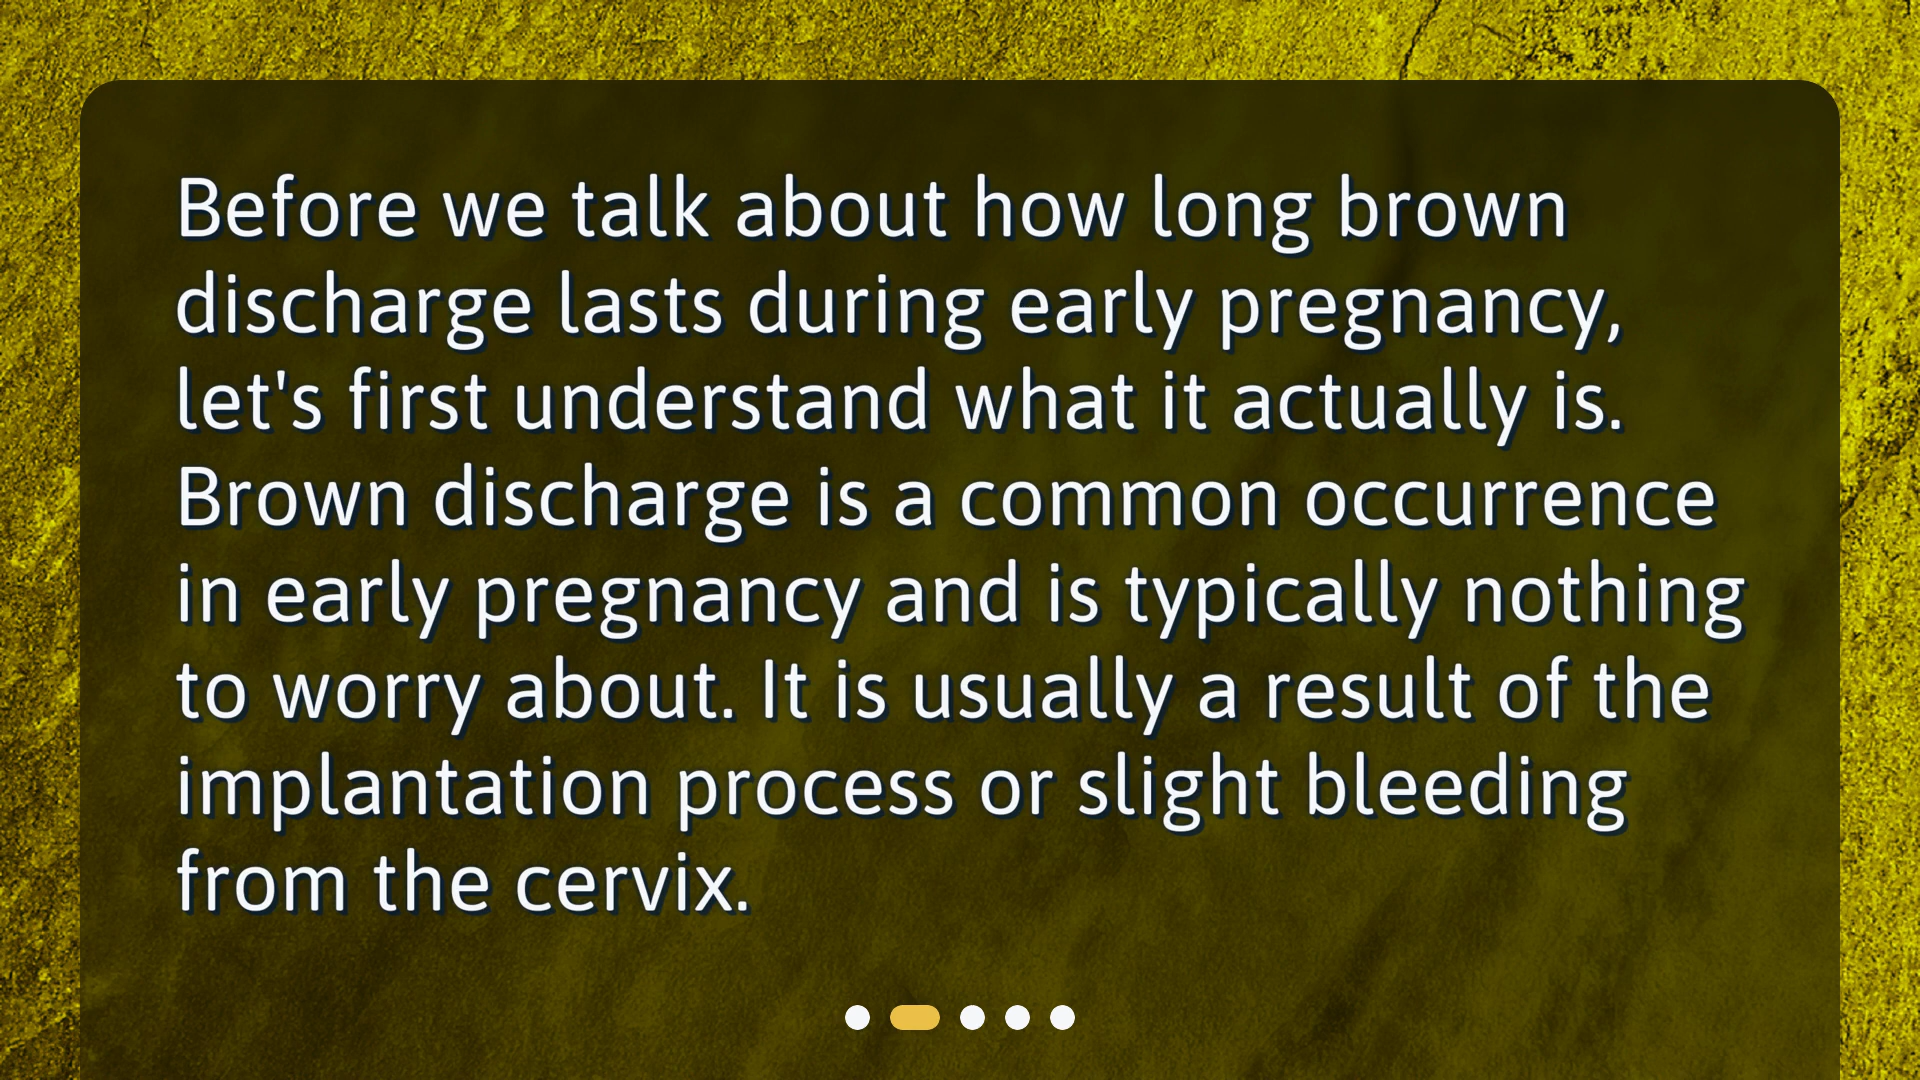 Before we talk about how long brown
discharge lasts during early pregnancy,
let's first understand what it actually is.
Brown discharge is a common occurrence
in early pregnancy and is typically nothing
to worry about. It is usually a result of the
implantation process or slight bleeding
from the cervix.